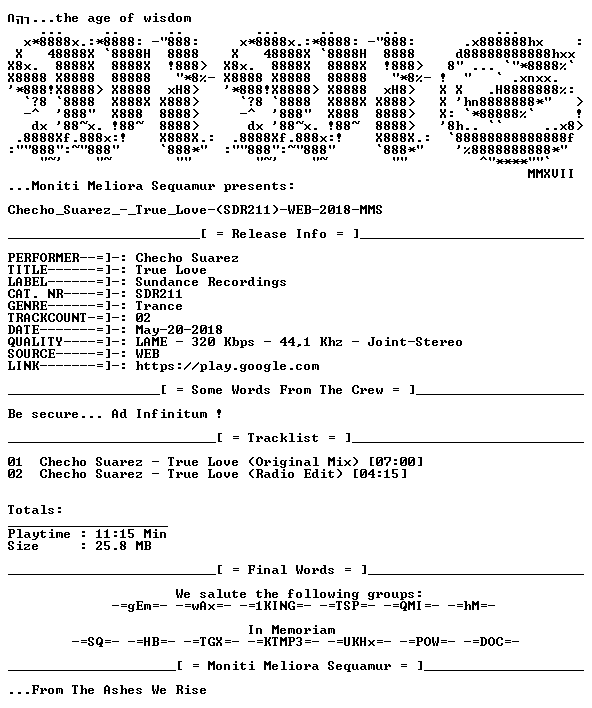 ...the age of wisdom
MMS
MMXVII
...Moniti Meliora Sequamur presents:
Checho_Suarez_-_True_Love-(SDR211)-WEB-2018-MMS
[ = Release Info = ]
PERFORMER--=]-: Checho Suarez
TITLE------=]-: True Love
LABEL------=]-: Sundance Recordings
CAT. NR----=]-: SDR211
GENRE------=]-: Trance
TRACKCOUNT-=]-: 02
DATE-------=]-: May-20-2018
QUALITY----=]-: LAME - 320 Kbps - 44,1 Khz - Joint-Stereo
SOURCE-----=]-: WEB
LINK-------=]-: https://play.google.com
[ = Some Words From The Crew = ]
Be secure... Ad Infinitum !
[ = Tracklist = ]
01  Checho Suarez - True Love (Original Mix) [07:00]
02  Checho Suarez - True Love (Radio Edit) [04:15]
Totals:
Playtime : 11:15 Min
Size     : 25.8 MB
[ = Final Words = ]
We salute the following groups:
-=gEm=- -=wAx=- -=1KING=- -=TSP=- -=QMI=- -=hM=-
In Memoriam
-=SQ=- -=HB=- -=TGX=- -=KTMP3=- -=UKHx=- -=POW=- -=DOC=-
[ = Moniti Meliora Sequamur = ]
...From The Ashes We Rise